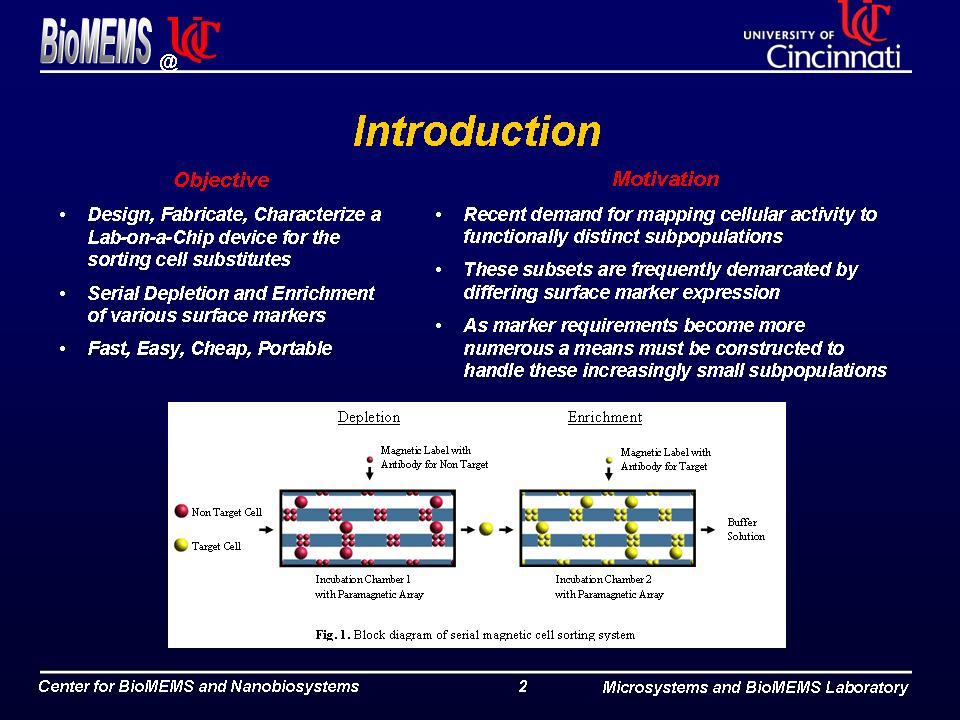 BioMEMS @ UC
UNIVERSITY OF UC
Cincinnati
Introduction
Objective
• Design, Fabricate, Characterize a
Lab-on-a-Chip device for the
sorting cell substitutes
• Serial Depletion and Enrichment
of various surface markers
• Fast, Easy, Cheap, Portable
Motivation
• Recent demand for mapping cellular activity to
functionally distinct subpopulations
• These subsets are frequently demarcated by
differing surface marker expression
• As marker requirements become more
numerous a means must be constructed to
handle these increasingly small subpopulations
Depletion
Enrichment
Magnetic Label with
Antibody for Non Target
Magnetic Label with
Antibody for Target
Non Target Cell
Target Cell
Buffer
Solution
Incubation Chamber 1
with Paramagnetic Array
Incubation Chamber 2
with Paramagnetic Array
Fig. 1. Block diagram of serial magnetic cell sorting system
Center for BioMEMS and Nanobiosystems
2
Microsystems and BioMEMS Laboratory